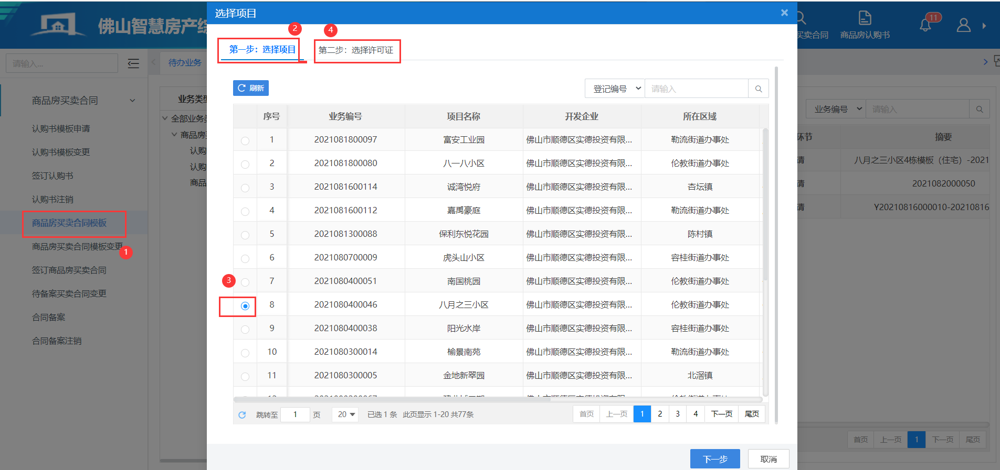 选择项目
佛山智慧房产综
买卖合同
商品房认购书
11
请输入...
待办业务
2
4
第一步：选择项目
第二步：选择许可证
商品房买卖合同
认购书模板申请
认购书模板变更
签订认购书
认购书注销
商品房买卖合同模板
商品房买卖合同模板变更
1
签订商品房买卖合同
待备案买卖合同变更
合同备案
合同备案注销
业务类型
全部业务类
商品房买
认购
认购
商品
刷新
登记编号 请输入
序号 业务编号 项目名称 开发企业 所在区域
1 2021081800097 富安工业园 佛山市顺德区实德投资有限... 勒流街道办事处
2 2021081800080 八一八小区 佛山市顺德区实德投资有限... 伦教街道办事处
3 2021081600114 诚湾悦府 佛山市顺德区实德投资有限... 杏坛镇
4 2021081600112 嘉禹豪庭 佛山市顺德区实德投资有限... 勒流街道办事处
5 2021081300088 保利东悦花园 佛山市顺德区实德投资有限... 陈村镇
6 2021080700009 虎头山小区 佛山市顺德区实德投资有限... 容桂街道办事处
7 2021080400051 南国桃园 佛山市顺德区实德投资有限... 伦教街道办事处
3
8 2021080400046 八月之三小区 佛山市顺德区实德投资有限... 伦教街道办事处
9 2021080400038 阳光水岸 佛山市顺德区实德投资有限... 容桂街道办事处
10 2021080300014 榆景南苑 佛山市顺德区实德投资有限... 勒流街道办事处
11 2021080300005 金地新翠园 佛山市顺德区实德投资有限... 北滘镇
跳转至 1 页 20 已选 1 条 此页显示 1-20 共77条
首页 上一页 1 2 3 4 下一页 尾页
下一步 取消
业务编号 请输入
环节 摘要
请 八月之三小区4栋模板（住宅）-2021
请 2021082000050
请 Y20210816000010-20210816
首页 上一页 1 下一页 尾页